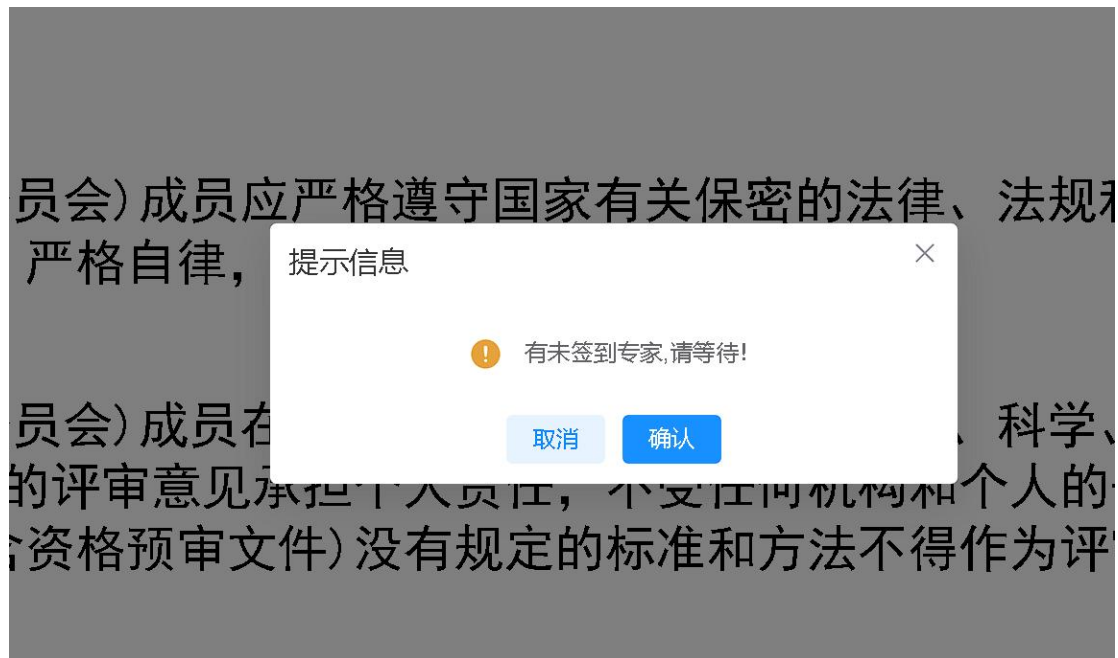 员会)成员应严格遵守国家有关保密的法律、法规和
严格自律，
提示信息
有未签到专家,请等待!
取消 确认
员会)成员在
、科学、
的评审意见承担个人责任，不受任何机构和个人的
含资格预审文件)没有规定的标准和方法不得作为评审